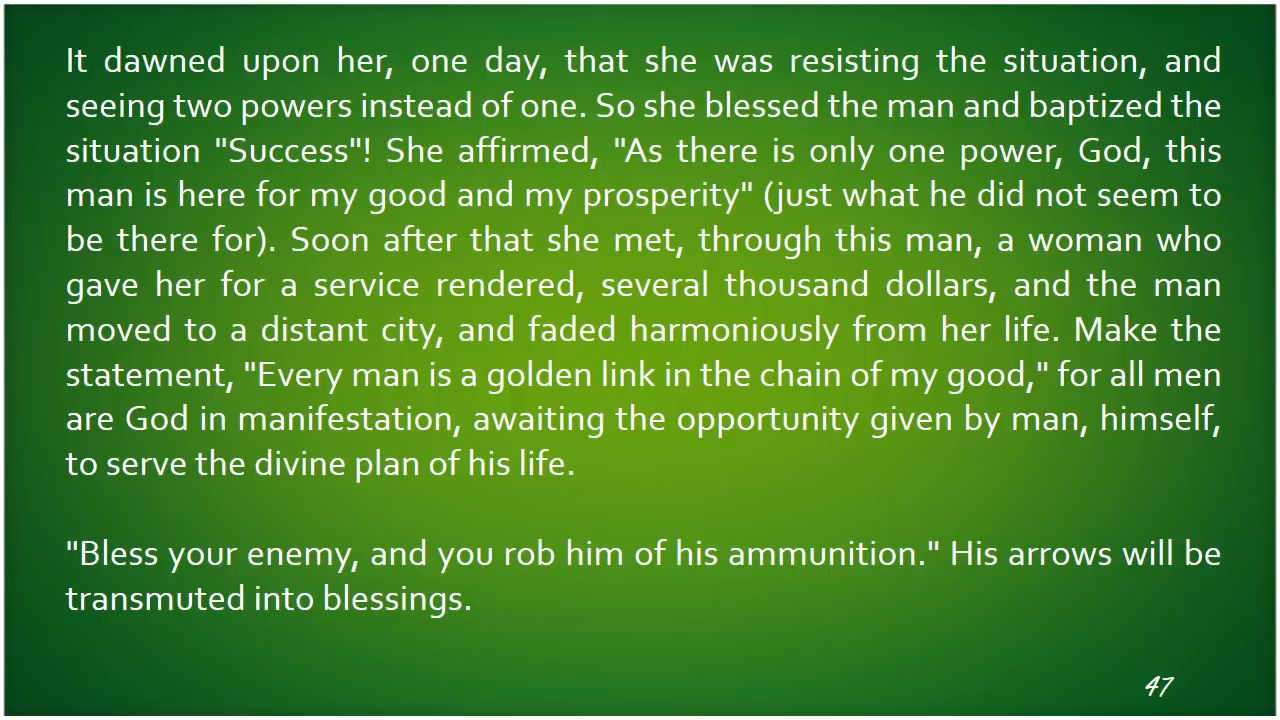 It dawned upon her, one day, that she was resisting the situation, and
seeing two powers instead of one. So she blessed the man and baptized the
situation "Success"! She affirmed, "As there is only one power, God, this
man is here for my good and my prosperity" (just what he did not seem to
be there for). Soon after that she met, through this man, a woman who
gave her for a service rendered, several thousand dollars, and the man
moved to a distant city, and faded harmoniously from her life. Make the
statement, "Every man is a golden link in the chain of my good," for all men
are God in manifestation, awaiting the opportunity given by man, himself,
to serve the divine plan of his life.
"Bless your enemy, and you rob him of his ammunition." His arrows will be
transmuted into blessings.
47